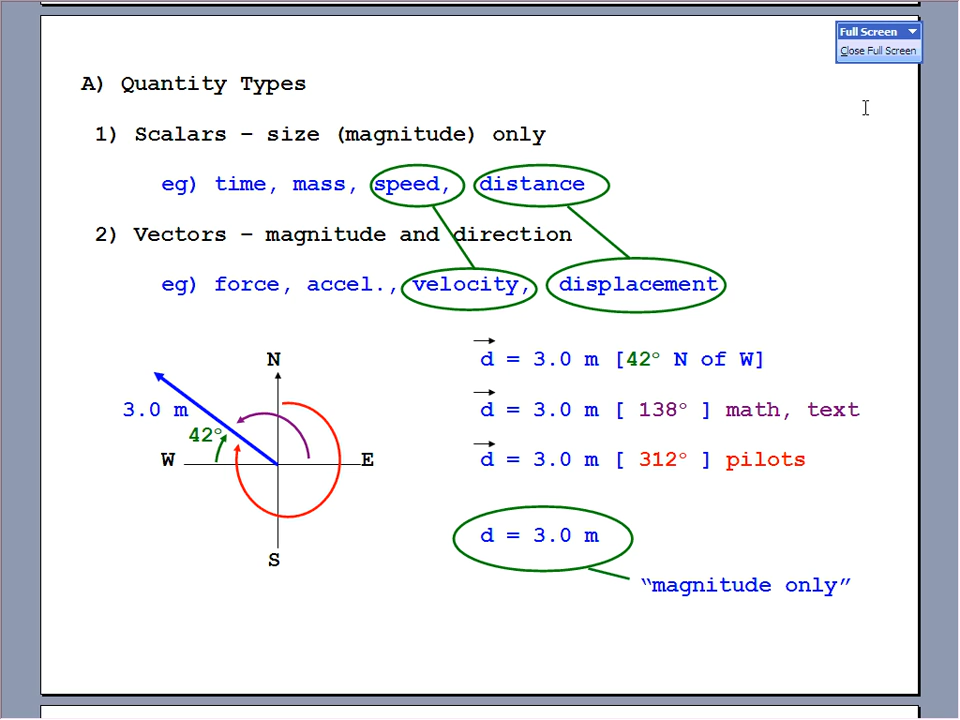 Full Screen
Close Full Screen
A) Quantity Types
1) Scalars – size (magnitude) only
eg) time, mass, speed, distance
2) Vectors – magnitude and direction
eg) force, accel., velocity, displacement
N
d = 3.0 m [42° N of W]
3.0 m
d = 3.0 m [ 138° ] math, text
42°
W
E
d = 3.0 m [ 312° ] pilots
d = 3.0 m
S
“magnitude only”